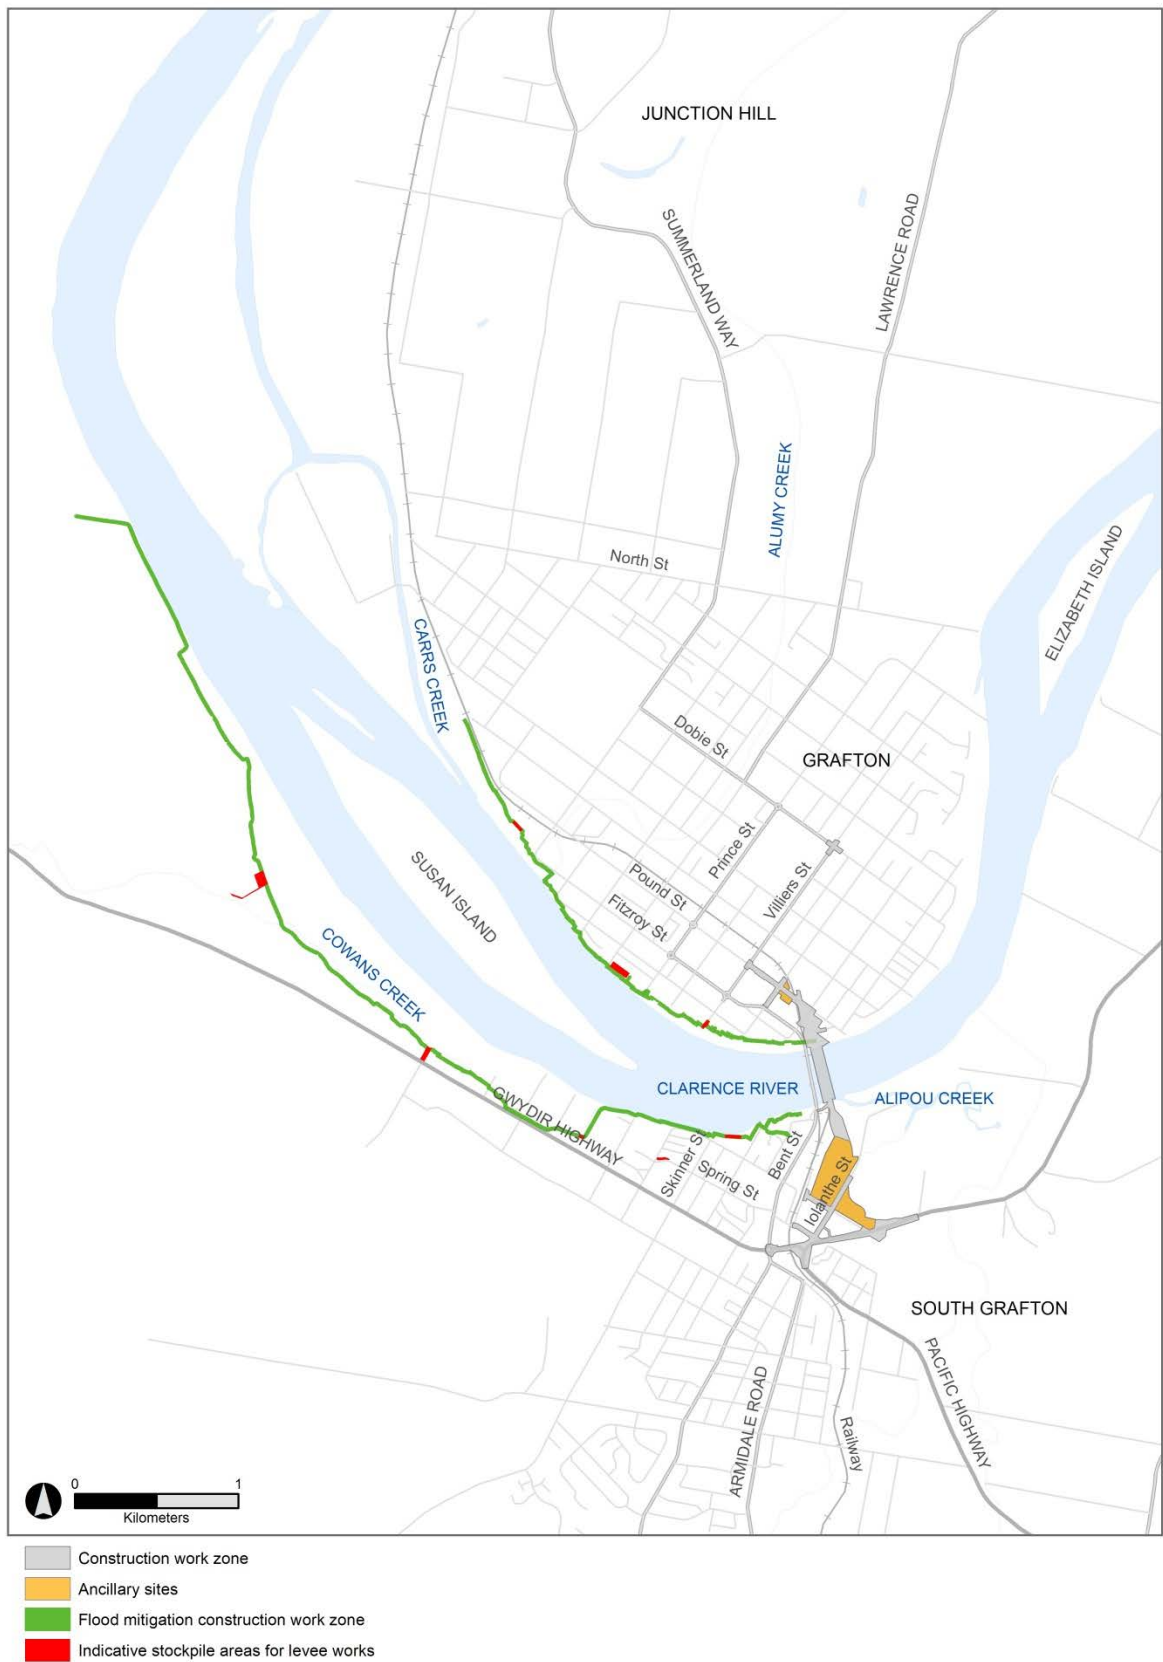 JUNCTION HILL
SUMMERLAND WAY
LAWRENCE ROAD
ALUMY CREEK
ELIZABETH ISLAND
North St
CARRS CREEK
Dobie St
GRAFTON
Prince St
Pound St
Villiers St
Fitzroy St
SUSAN ISLAND
COWANS CREEK
CLARENCE RIVER
ALIPOU CREEK
GWYDIR HIGHWAY
Skinner St
Spring St
Bent St
Iolanthe St
SOUTH GRAFTON
PACIFIC HIGHWAY
ARMIDALE ROAD
Railway
0 1
Kilometers
Construction work zone
Ancillary sites
Flood mitigation construction work zone
Indicative stockpile areas for levee works